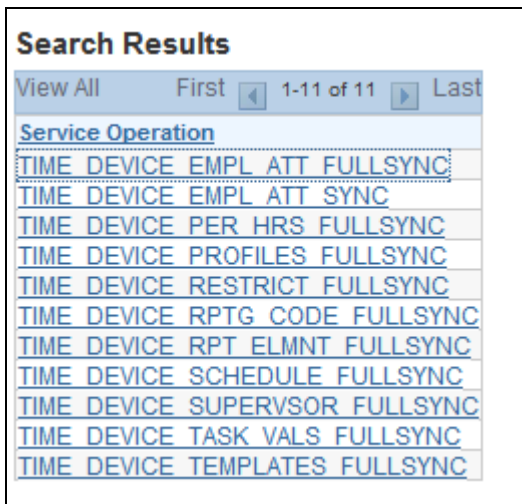 Search Results
View All First 1-11 of 11 Last
Service Operation
TIME_DEVICE_EMPL_ATT_FULLSYNC
TIME_DEVICE_EMPL_ATT_SYNC
TIME_DEVICE_PER_HRS_FULLSYNC
TIME_DEVICE_PROFILES_FULLSYNC
TIME_DEVICE_RESTRICT_FULLSYNC
TIME_DEVICE_RPTG_CODE_FULLSYNC
TIME_DEVICE_RPT_ELMNT_FULLSYNC
TIME_DEVICE_SCHEDULE_FULLSYNC
TIME_DEVICE_SUPERVSOR_FULLSYNC
TIME_DEVICE_TASK_VALS_FULLSYNC
TIME_DEVICE_TEMPLATES_FULLSYNC